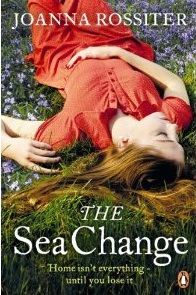 JOANNA ROSSITER
THE
Sea Change
'Home isn't everything -
until you lose it'